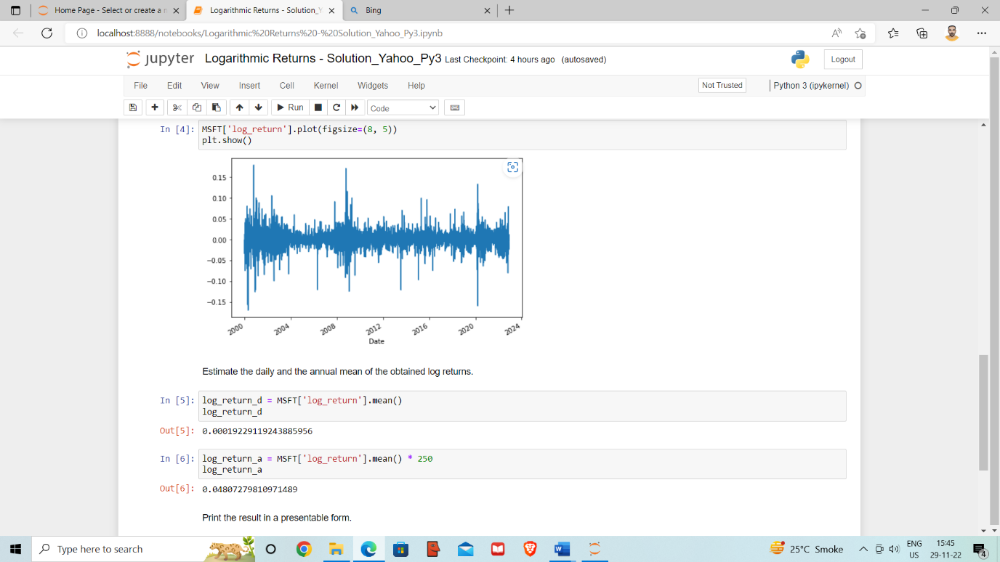 Home Page - Select or create a n
Logarithmic Returns - Solution_Y
Bing
localhost:8888/notebooks/Logarithmic%20Returns%20-%20Solution_Yahoo_Py3.ipynb
jupyter Logarithmic Returns - Solution_Yahoo_Py3 Last Checkpoint: 4 hours ago (autosaved)
Logout
File Edit View Insert Cell Kernel Widgets Help
Not Trusted
Python 3 (ipykernel)
Run
Code
In [4]: MSFT['log_return'].plot(figsize=(8, 5))
plt.show()
0.15
0.10
0.05
0.00
−0.05
−0.10
−0.15
2000 2004 2008 2012 2016 2020 2024
Date
Estimate the daily and the annual mean of the obtained log returns.
In [5]: log_return_d = MSFT['log_return'].mean()
log_return_d
Out[5]: 0.00019229119243885956
In [6]: log_return_a = MSFT['log_return'].mean() * 250
log_return_a
Out[6]: 0.04807279810971489
Print the result in a presentable form.
Type here to search
25°C Smoke
ENG
US
15:45
29-11-22
4